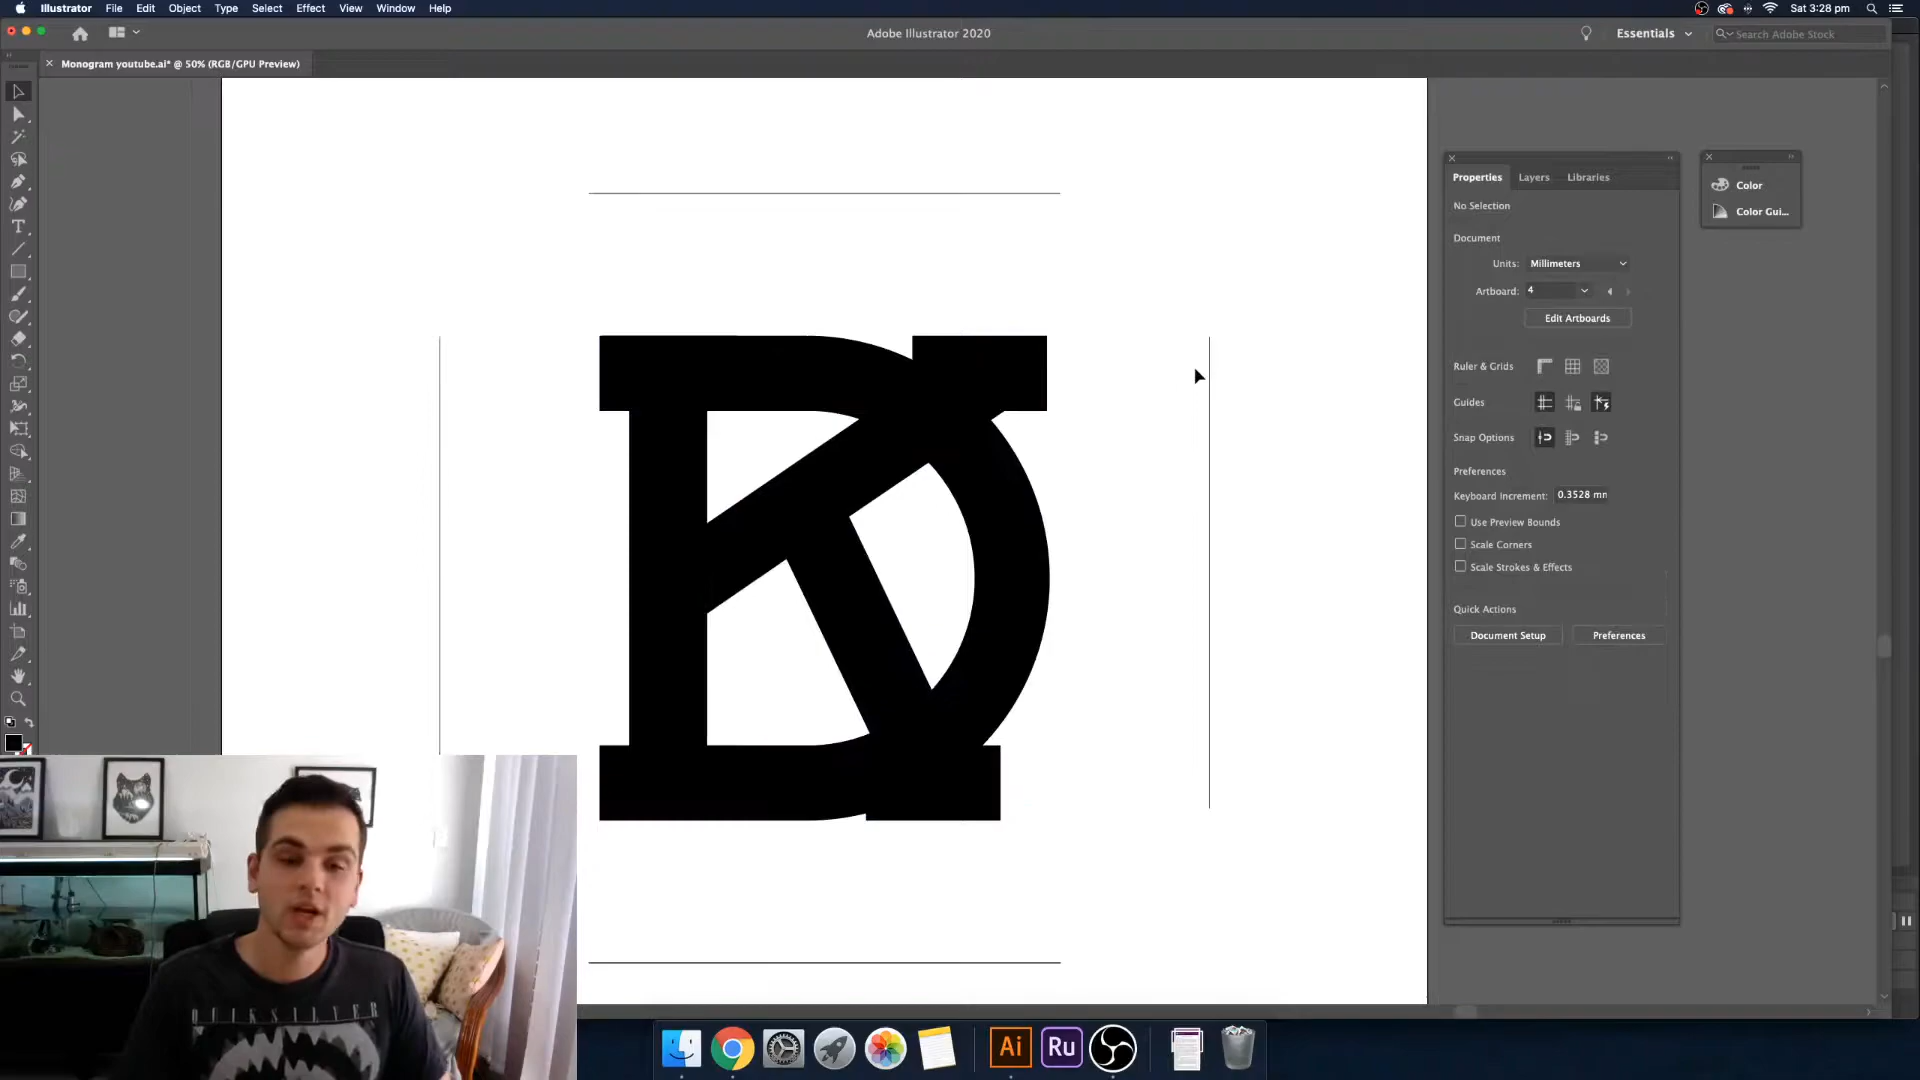 Illustrator File Edit Object Type Select Effect View Window Help
Sat 3:28 pm
Adobe Illustrator 2020
Essentials
Search Adobe Stock
Monogram youtube.ai* @ 50% (RGB/GPU Preview)
Properties Layers Libraries
Color
Color Gui...
No Selection
Document
Units: Millimeters
Artboard: 4
Edit Artboards
Ruler & Grids
Guides
Snap Options
Preferences
Keyboard Increment: 0.3528 mm
Use Preview Bounds
Scale Corners
Scale Strokes & Effects
Quick Actions
Document Setup Preferences
DK
QUIKSILVER
Ai Ru